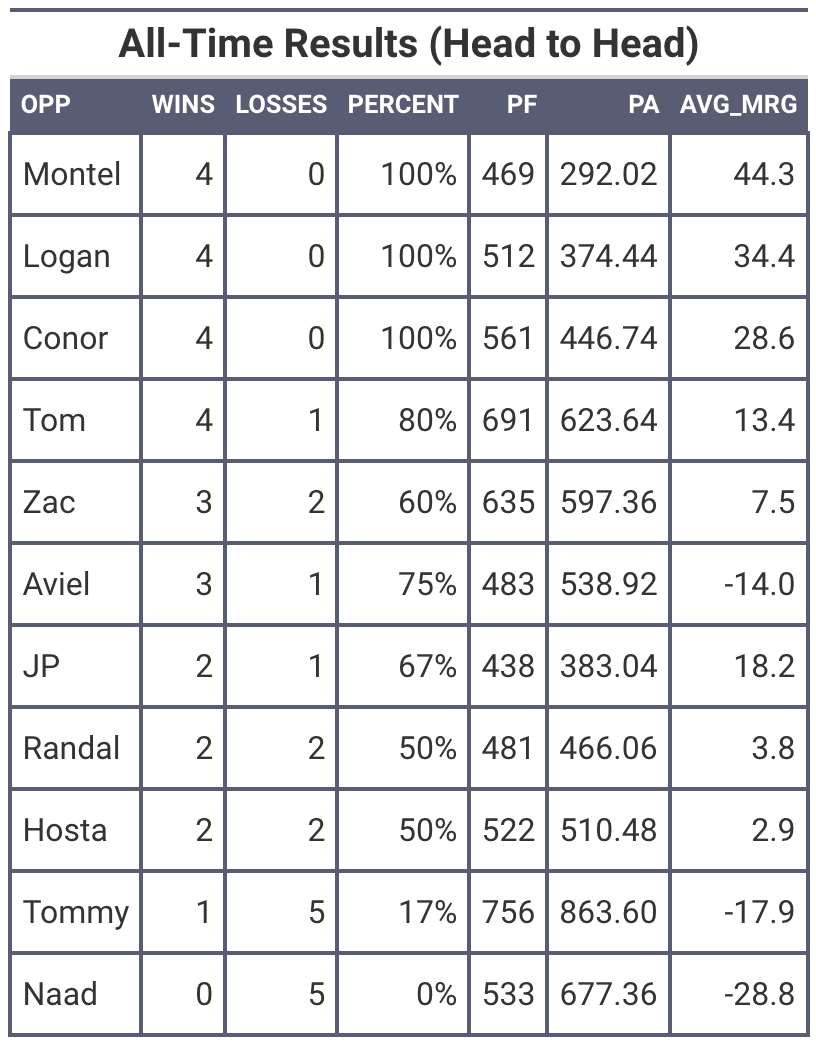 All-Time Results (Head to Head)
OPP WINS LOSSES PERCENT PF PA AVG_MRG
Montel 4 0 100% 469 292.02 44.3
Logan 4 0 100% 512 374.44 34.4
Conor 4 0 100% 561 446.74 28.6
Tom 4 1 80% 691 623.64 13.4
Zac 3 2 60% 635 597.36 7.5
Aviel 3 1 75% 483 538.92 -14.0
JP 2 1 67% 438 383.04 18.2
Randal 2 2 50% 481 466.06 3.8
Hosta 2 2 50% 522 510.48 2.9
Tommy 1 5 17% 756 863.60 -17.9
Naad 0 5 0% 533 677.36 -28.8